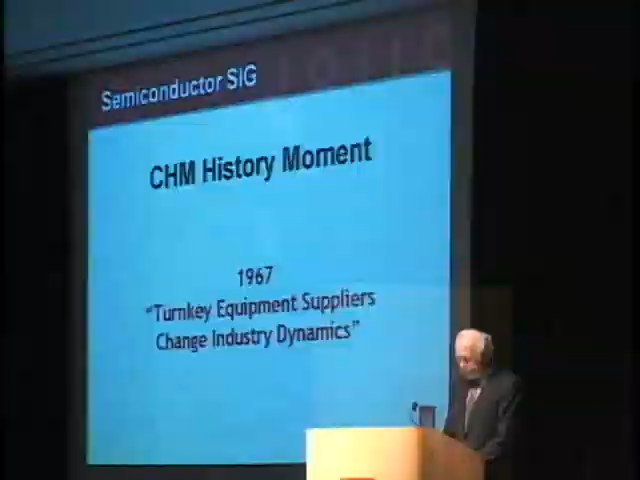 Semiconductor SIG
CHM History Moment
1967
"Turnkey Equipment Suppliers
Change Industry Dynamics"